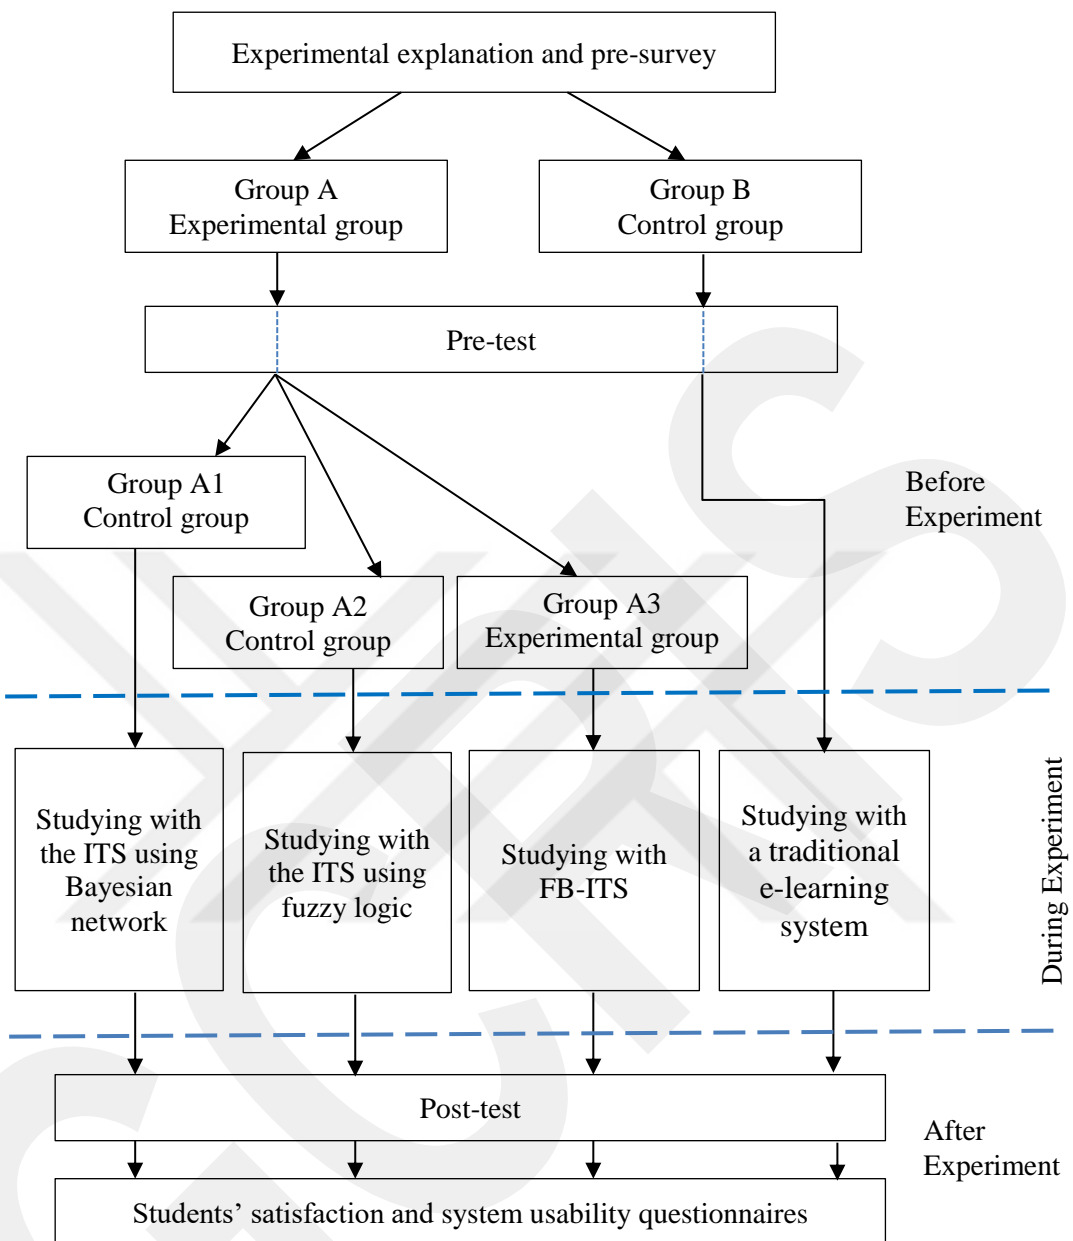 Experimental explanation and pre-survey
Group A
Experimental group
Group B
Control group
Pre-test
Group A1
Control group
Before
Experiment
Group A2
Control group
Group A3
Experimental group
Studying with
the ITS using
Bayesian
network
Studying with
the ITS using
fuzzy logic
Studying with
FB-ITS
Studying with
a traditional
e-learning
system
During Experiment
Post-test
After
Experiment
Students’ satisfaction and system usability questionnaires